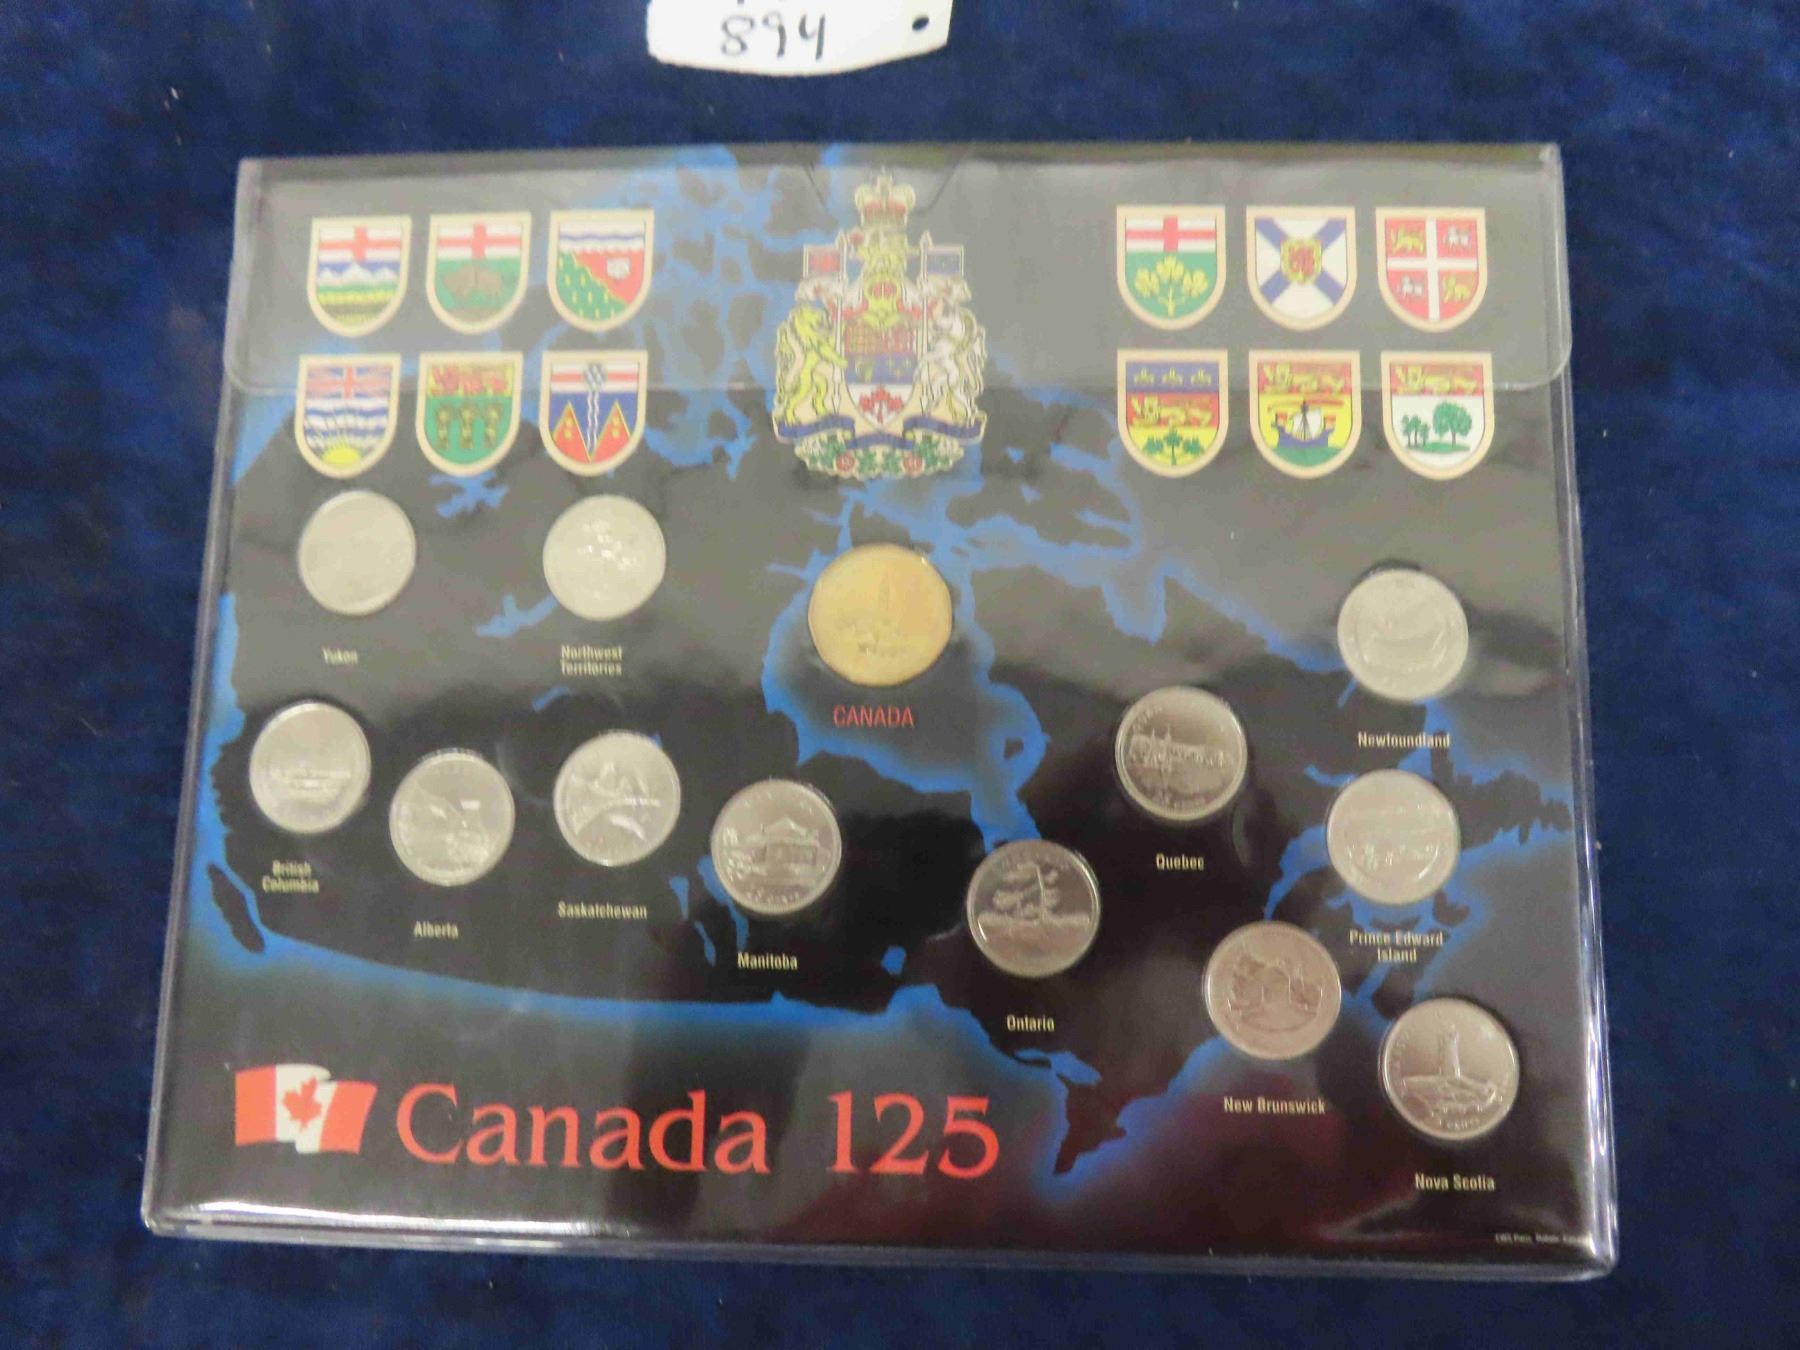 894
Yukon
Northwest
Territories
CANADA
Newfoundland
British
Columbia
Alberta
Saskatchewan
Manitoba
Quebec
Prince Edward
Island
Ontario
New Brunswick
Nova Scotia
Canada 125